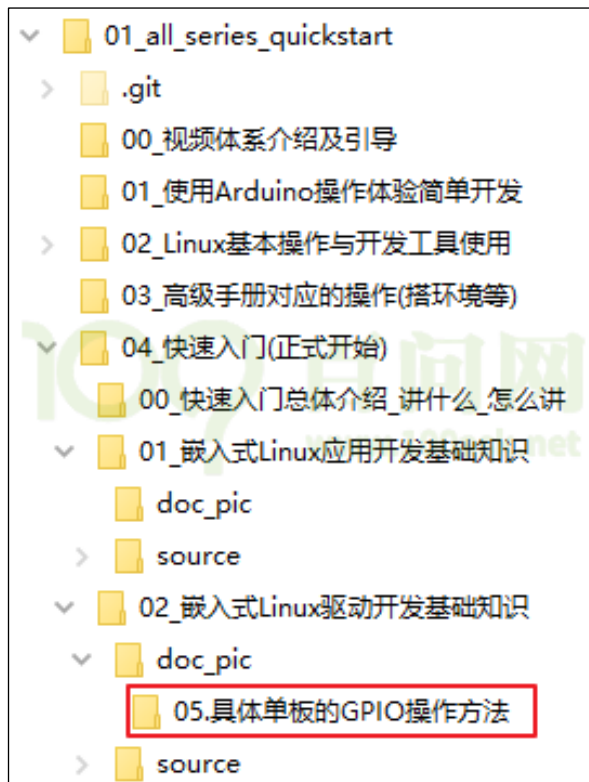 01_all_series_quickstart
.git
00_视频体系介绍及引导
01_使用Arduino操作体验简单开发
02_Linux基本操作与开发工具使用
03_高级手册对应的操作(搭环境等)
04_快速入门(正式开始)
00_快速入门总体介绍_讲什么_怎么讲
01_嵌入式Linux应用开发基础知识
doc_pic
source
02_嵌入式Linux驱动开发基础知识
doc_pic
05.具体单板的GPIO操作方法
source